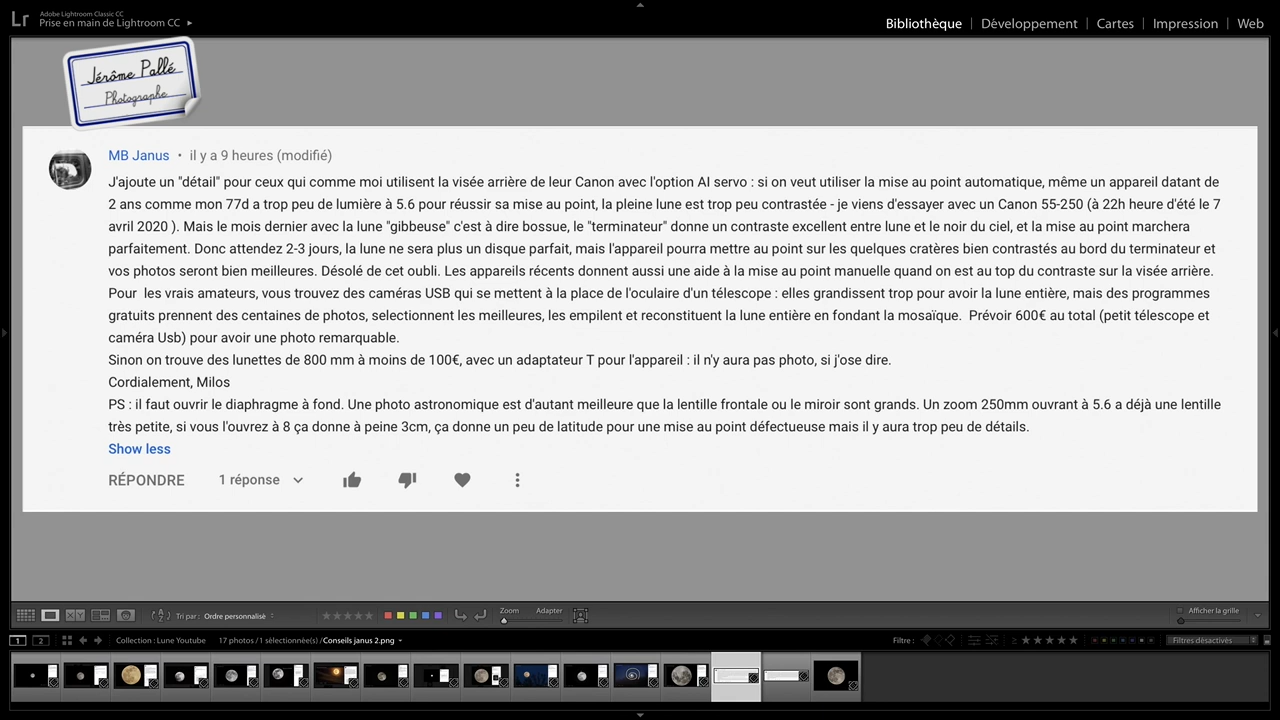 Adobe Lightroom Classic CC
Prise en main de Lightroom CC
Bibliothèque | Développement | Cartes | Impression | Web
Jérôme Pallé
Photographe
MB Janus • il y a 9 heures (modifié)
J'ajoute un "détail" pour ceux qui comme moi utilisent la visée arrière de leur Canon avec l'option AI servo : si on veut utiliser la mise au point automatique, même un appareil datant de
2 ans comme mon 77d a trop peu de lumière à 5.6 pour réussir sa mise au point, la pleine lune est trop peu contrastée - je viens d'essayer avec un Canon 55-250 (à 22h heure d'été le 7
avril 2020 ). Mais le mois dernier avec la lune "gibbeuse" c'est à dire bossue, le "terminateur" donne un contraste excellent entre lune et le noir du ciel, et la mise au point marchera
parfaitement. Donc attendez 2-3 jours, la lune ne sera plus un disque parfait, mais l'appareil pourra mettre au point sur les quelques cratères bien contrastés au bord du terminateur et
vos photos seront bien meilleures. Désolé de cet oubli. Les appareils récents donnent aussi une aide à la mise au point manuelle quand on est au top du contraste sur la visée arrière.
Pour  les vrais amateurs, vous trouvez des caméras USB qui se mettent à la place de l'oculaire d'un télescope : elles grandissent trop pour avoir la lune entière, mais des programmes
gratuits prennent des centaines de photos, selectionnent les meilleures, les empilent et reconstituent la lune entière en fondant la mosaïque.  Prévoir 600€ au total (petit télescope et
caméra Usb) pour avoir une photo remarquable.
Sinon on trouve des lunettes de 800 mm à moins de 100€, avec un adaptateur T pour l'appareil : il n'y aura pas photo, si j'ose dire.
Cordialement, Milos
PS : il faut ouvrir le diaphragme à fond. Une photo astronomique est d'autant meilleure que la lentille frontale ou le miroir sont grands. Un zoom 250mm ouvrant à 5.6 a déjà une lentille
très petite, si vous l'ouvrez à 8 ça donne à peine 3cm, ça donne un peu de latitude pour une mise au point défectueuse mais il y aura trop peu de détails.
Show less
RÉPONDRE 1 réponse
Tri par : Ordre personnalisé Zoom Adapter Afficher la grille
1 2 Collection : Lune Youtube 17 photos / 1 sélectionnée(s) / Conseils janus 2.png Filtre : Filtres désactivés